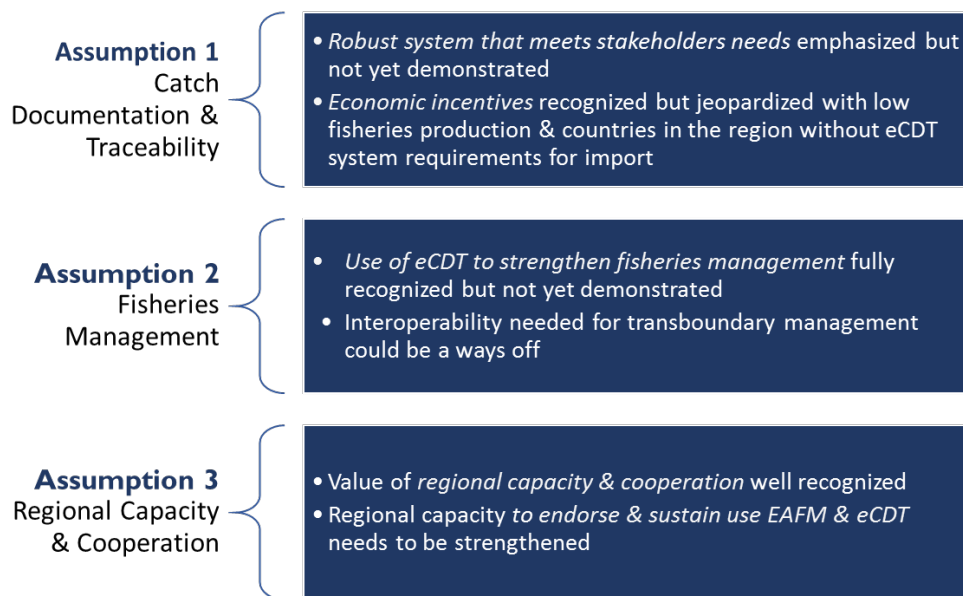 Assumption 1
Catch
Documentation &
Traceability
• Robust system that meets stakeholders needs emphasized but
not yet demonstrated
• Economic incentives recognized but jeopardized with low
fisheries production & countries in the region without eCDT
system requirements for import
Assumption 2
Fisheries
Management
• Use of eCDT to strengthen fisheries management fully
recognized but not yet demonstrated
• Interoperability needed for transboundary management
could be a ways off
Assumption 3
Regional Capacity
& Cooperation
• Value of regional capacity & cooperation well recognized
• Regional capacity to endorse & sustain use EAFM & eCDT
needs to be strengthened